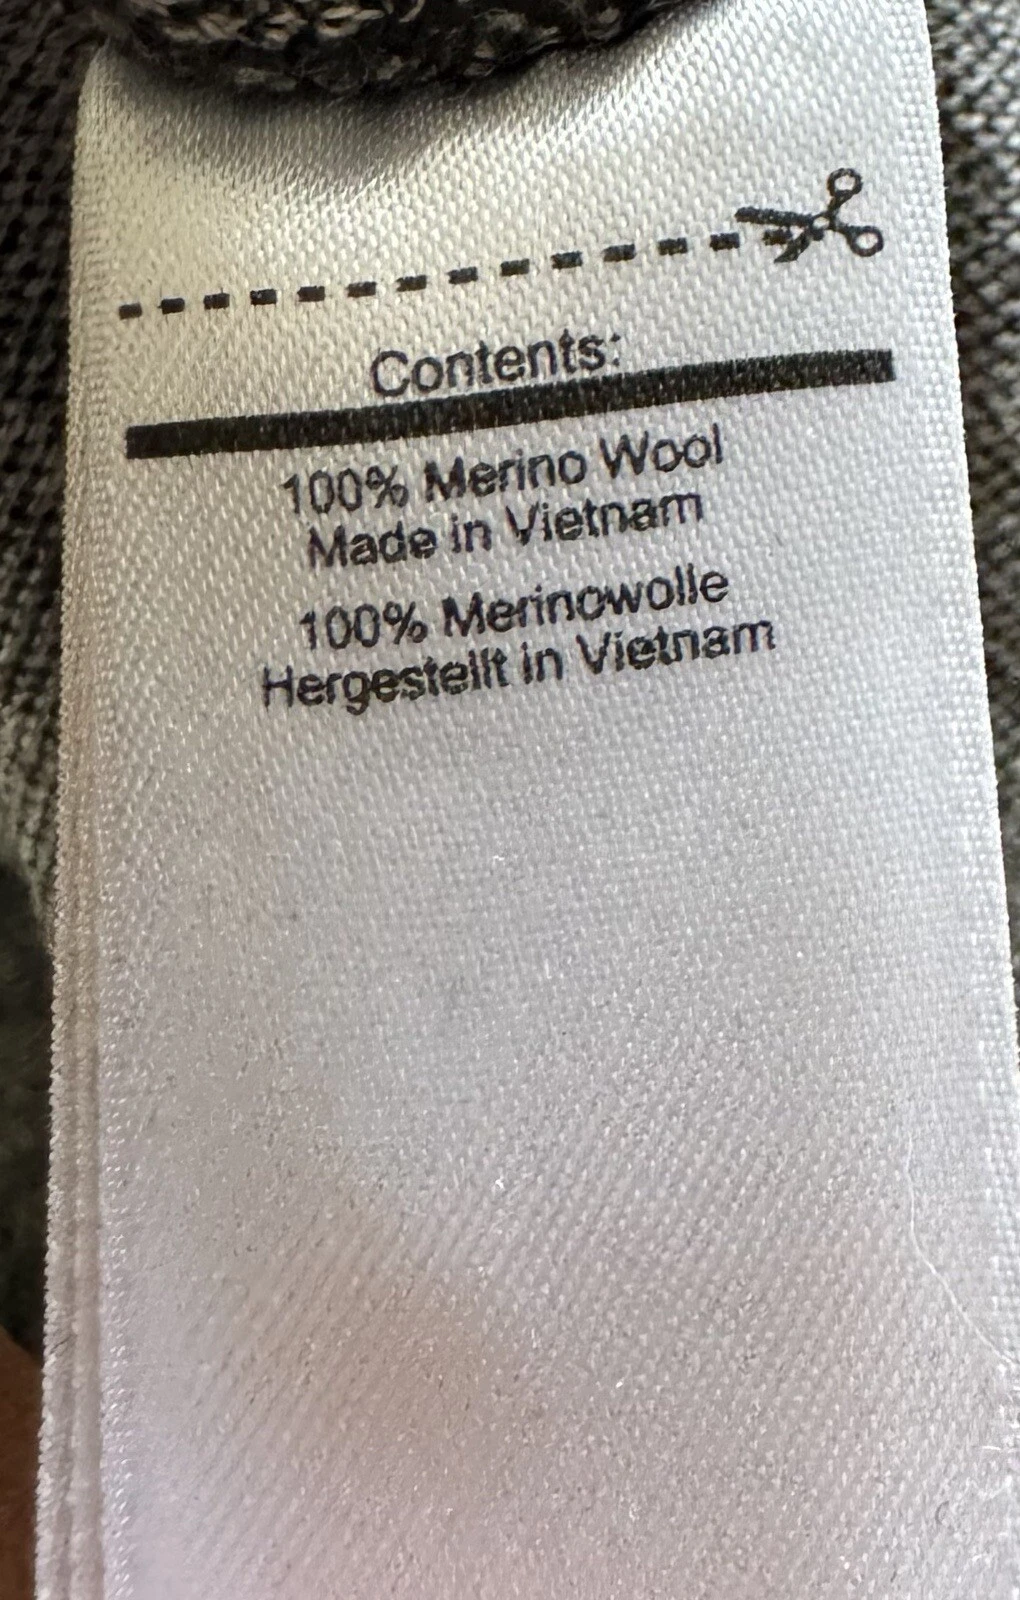 Contents:
100% Merino Wool
Made in Vietnam
100% Merinowolle
Hergestellt in Vietnam